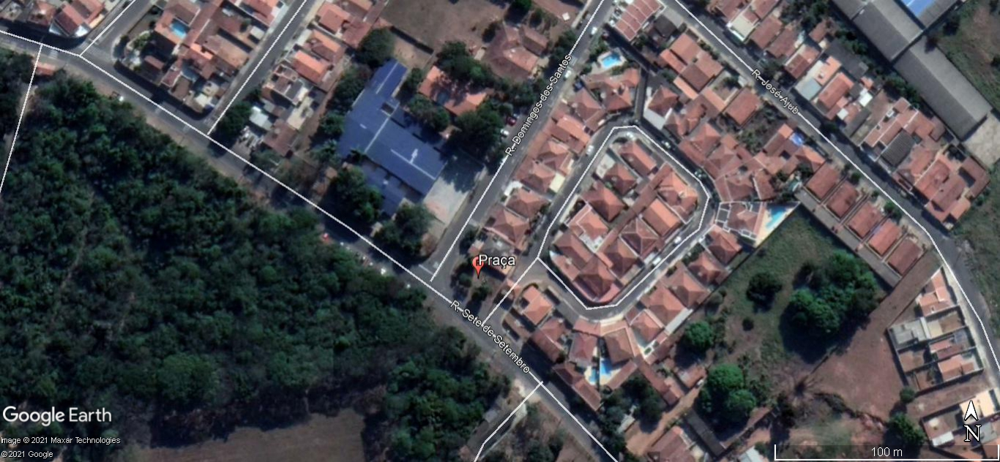 R. Domingos dos Santos
R. José Ajub
Praça
R. Sete de Setembro
Google Earth
Image © 2021 Maxar Technologies
© 2021 Google
N
100 m